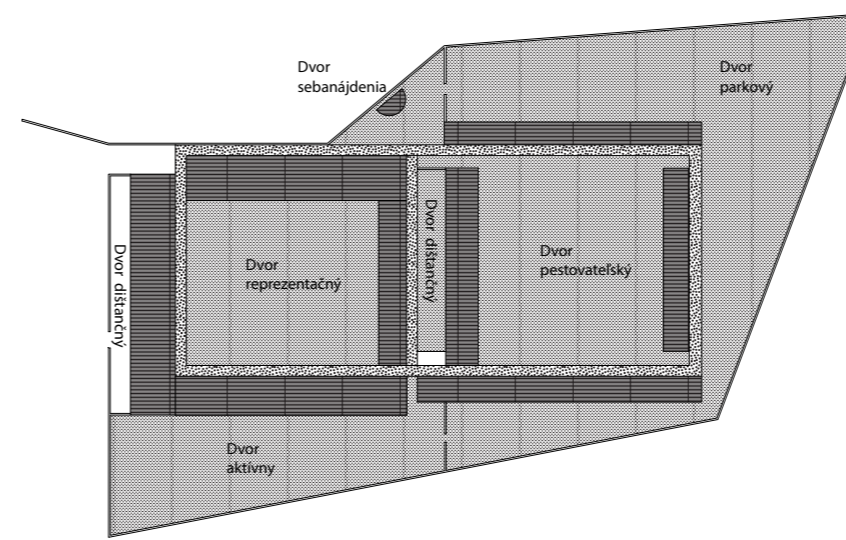 Dvor
sebanájdenia
Dvor
parkový
Dvor dištančný
Dvor
reprezentačný
Dvor dištančný
Dvor
pestovateľský
Dvor
aktívny